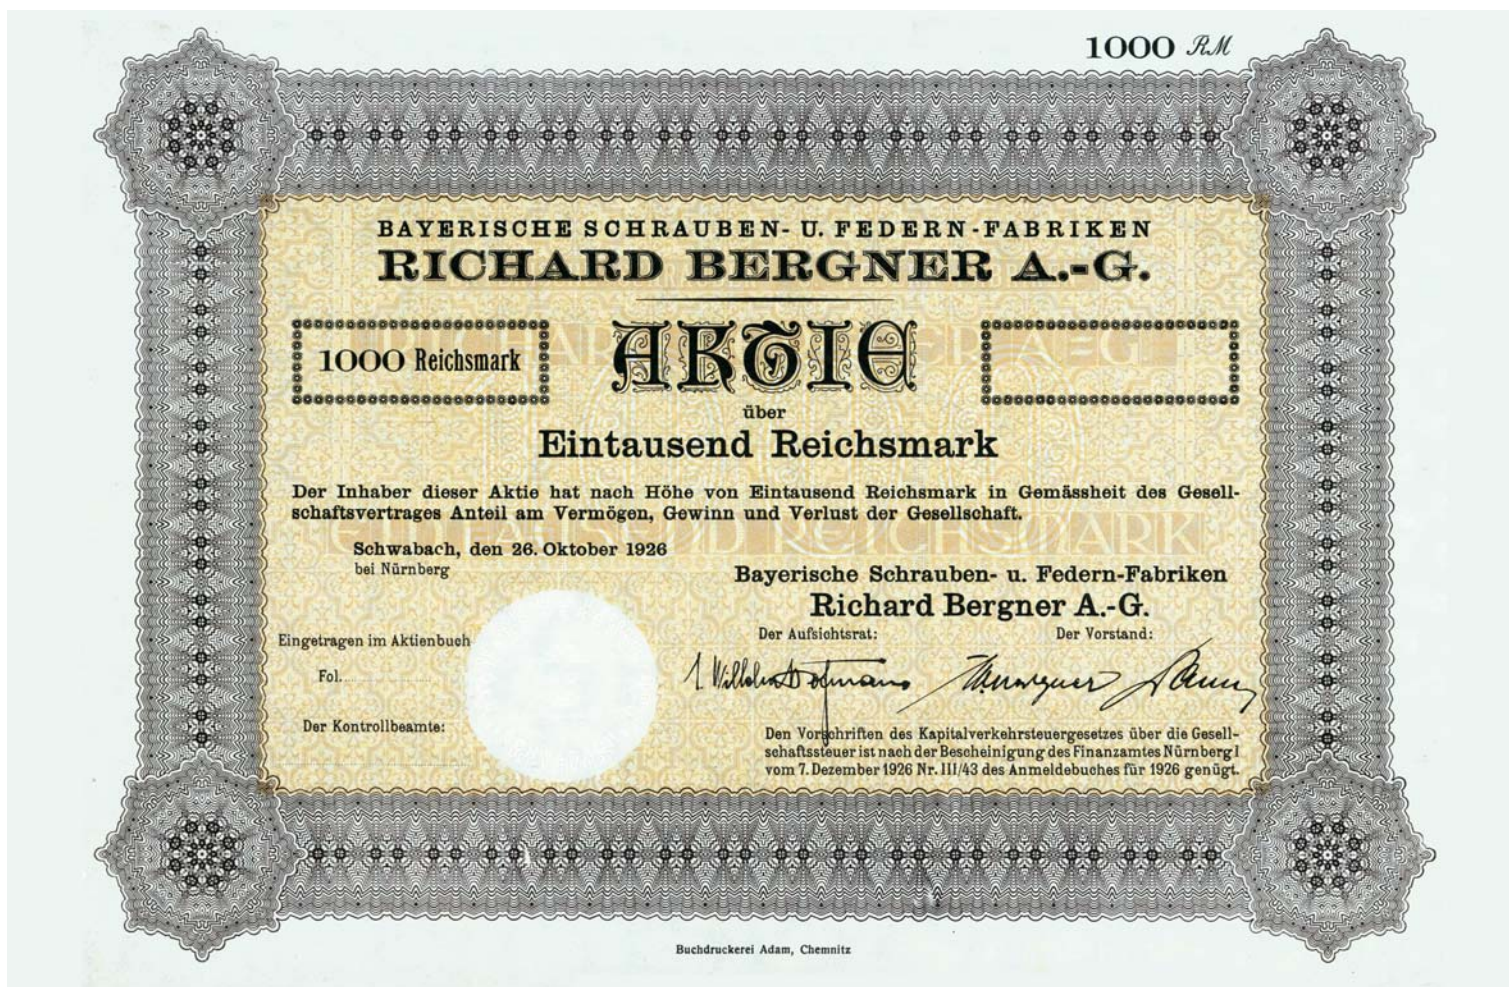 1000 RM
BAYERISCHE SCHRAUBEN- U. FEDERN-FABRIKEN
RICHARD BERGNER A.-G.
1000 Reichsmark
AKTIE
über
Eintausend Reichsmark
Der Inhaber dieser Aktie hat nach Höhe von Eintausend Reichsmark in Gemässheit des Gesell-
schaftsvertrages Anteil am Vermögen, Gewinn und Verlust der Gesellschaft.
Schwabach, den 26. Oktober 1926
bei Nürnberg
Bayerische Schrauben- u. Federn-Fabriken
Richard Bergner A.-G.
Der Aufsichtsrat: Der Vorstand:
Eingetragen im Aktienbuch
Fol.
Der Kontrollbeamte:
Den Vorschriften des Kapitalverkehrsteuergesetzes über die Gesell-
schaftssteuer ist nach der Bescheinigung des Finanzamtes Nürnberg I
vom 7. Dezember 1926 Nr. III/43 des Anmeldebuches für 1926 genügt.
Buchdruckerei Adam, Chemnitz